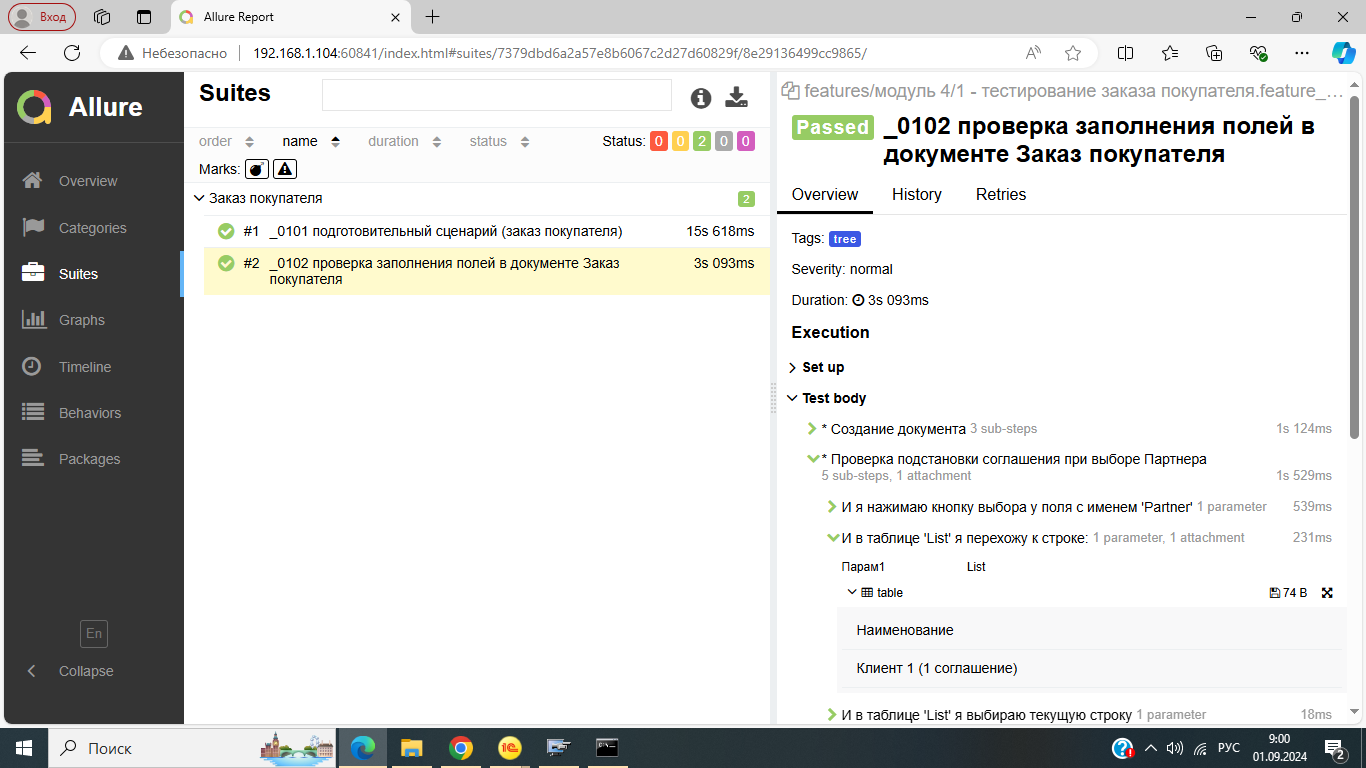 Вход
Allure Report
Небезопасно
192.168.1.104:60841/index.html#suites/7379dbd6a2a57e8b6067c2d27d60829f/8e29136499cc9865/
Allure
Overview
Categories
Suites
Graphs
Timeline
Behaviors
Packages
En
Collapse
Suites
order name duration status Status: 0 0 2 0 0
Marks:
Заказ покупателя 2
#1 _0101 подготовительный сценарий (заказ покупателя) 15s 618ms
#2 _0102 проверка заполнения полей в документе Заказ 3s 093ms
покупателя
features/модуль 4/1 - тестирование заказа покупателя.feature_...
Passed _0102 проверка заполнения полей в
документе Заказ покупателя
Overview History Retries
Tags: tree
Severity: normal
Duration: 3s 093ms
Execution
Set up
Test body
* Создание документа 3 sub-steps 1s 124ms
* Проверка подстановки соглашения при выборе Партнера
5 sub-steps, 1 attachment 1s 529ms
И я нажимаю кнопку выбора у поля с именем 'Partner' 1 parameter 539ms
И в таблице 'List' я перехожу к строке: 1 parameter, 1 attachment 231ms
Парам1 List
table 74 B
Наименование
Клиент 1 (1 соглашение)
И в таблице 'List' я выбираю текущую строку 1 parameter 18ms
Поиск
РУС
9:00
01.09.2024
2